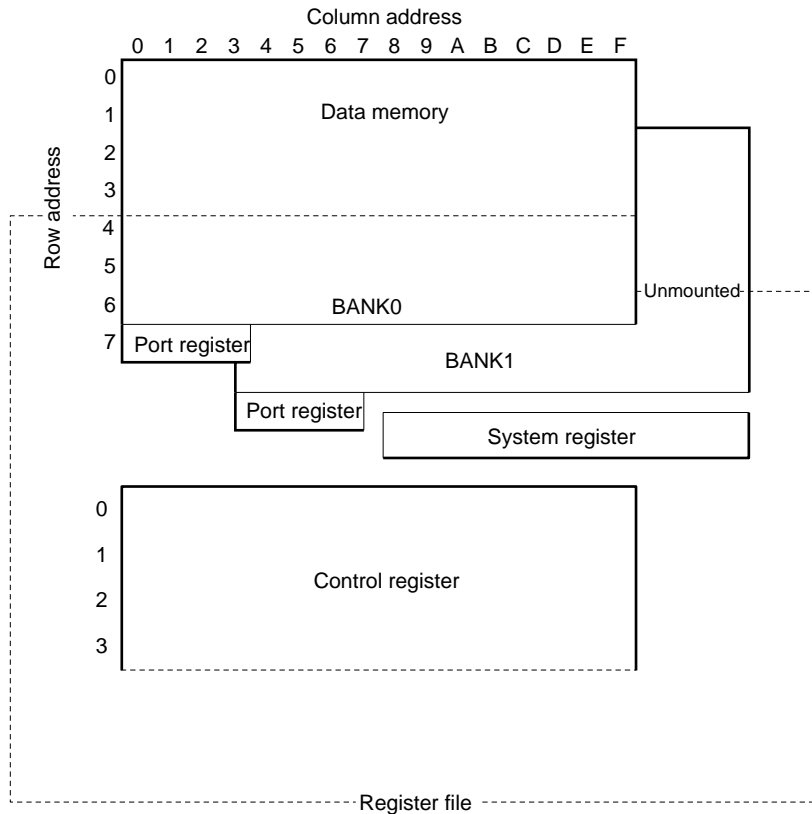 Column address
0 1 2 3 4 5 6 7 8 9 A B C D E F
Row address
0
1
2
3
4
5
6
7
Data memory
Unmounted
BANK0
Port register
BANK1
Port register
System register
0
1
2
3
Control register
Register file